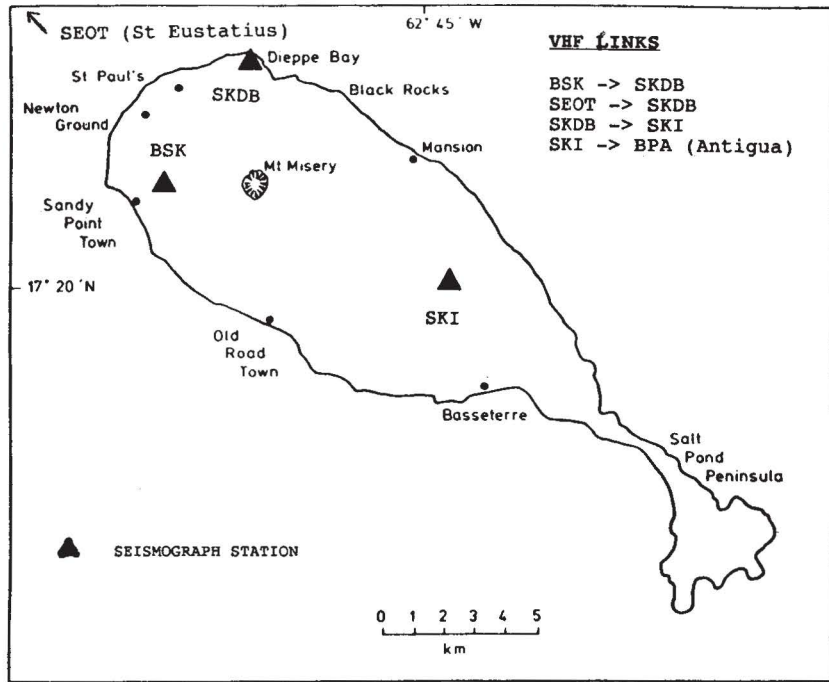 SEOT (St Eustatius)
62° 45´ W
VHF LINKS
BSK -> SKDB
SEOT -> SKDB
SKDB -> SKI
SKI -> BPA (Antigua)
Dieppe Bay
St Paul's
SKDB
Black Rocks
Newton
Ground
BSK
Mt Misery
Mansion
Sandy
Point
Town
17° 20´ N
SKI
Old
Road
Town
Basseterre
Salt
Pond
Peninsula
SEISMOGRAPH STATION
0 1 2 3 4 5
km